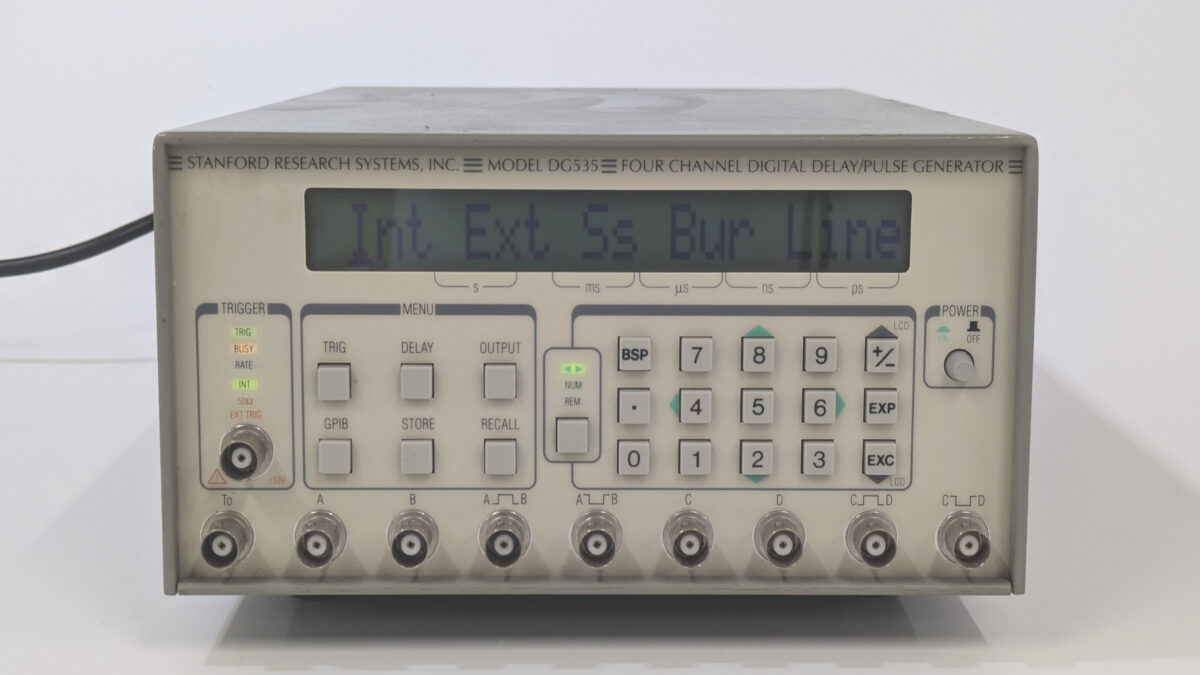 STANFORD RESEARCH SYSTEMS, INC. MODEL DG535 FOUR CHANNEL DIGITAL DELAY/PULSE GENERATOR
Int Ext Ss Bur Line
s ms µs ns ps
TRIGGER
TRIG
BUSY
RATE
INT
50Ω
EXT TRIG
<10V
MENU
TRIG DELAY OUTPUT
GPIB STORE RECALL
NUM
REM
BSP 7 8 9 +/- LCD
. 4 5 6 EXP
0 1 2 3 EXC LCD
POWER
ON OFF
To A B A B A B C D C D C D